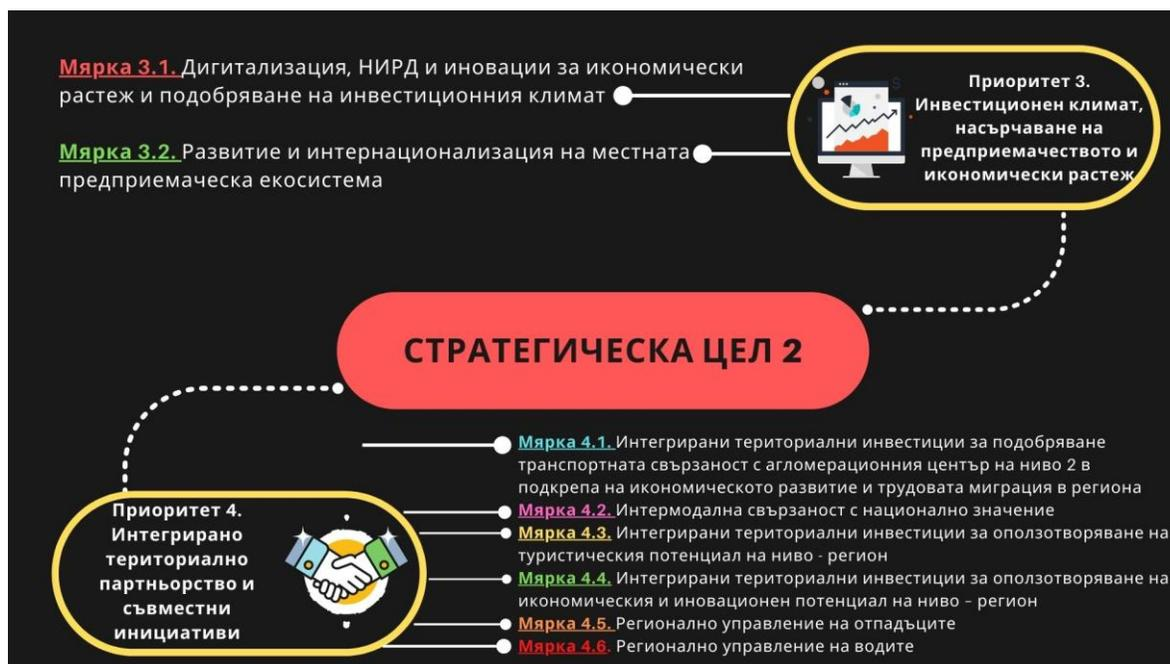 Мярка 3.1. Дигитализация, НИРД и иновации за икономически
растеж и подобряване на инвестиционния климат
Мярка 3.2. Развитие и интернационализация на местната
предприемаческа екосистема
Приоритет 3.
Инвестиционен климат,
насърчаване на
предприемачеството и
икономически растеж
СТРАТЕГИЧЕСКА ЦЕЛ 2
Приоритет 4.
Интегрирано
териториално
партньорство и
съвместни
инициативи
Мярка 4.1. Интегрирани териториални инвестиции за подобряване
транспортната свързаност с агломерационния център на ниво 2 в
подкрепа на икономическото развитие и трудовата миграция в региона
Мярка 4.2. Интермодална свързаност с национално значение
Мярка 4.3. Интегрирани териториални инвестиции за оползотворяване на
туристическия потенциал на ниво - регион
Мярка 4.4. Интегрирани териториални инвестиции за оползотворяване на
икономическия и иновационен потенциал на ниво – регион
Мярка 4.5. Регионално управление на отпадъците
Мярка 4.6. Регионално управление на водите